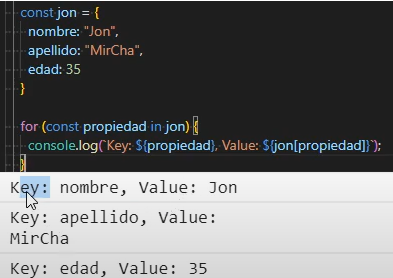 const jon = {
nombre: "Jon",
apellido: "MirCha",
edad: 35
}
for (const propiedad in jon) {
console.log(`Key: ${propiedad}, Value: ${jon[propiedad]}`);
}
Key: nombre, Value: Jon
Key: apellido, Value:
MirCha
Key: edad, Value: 35